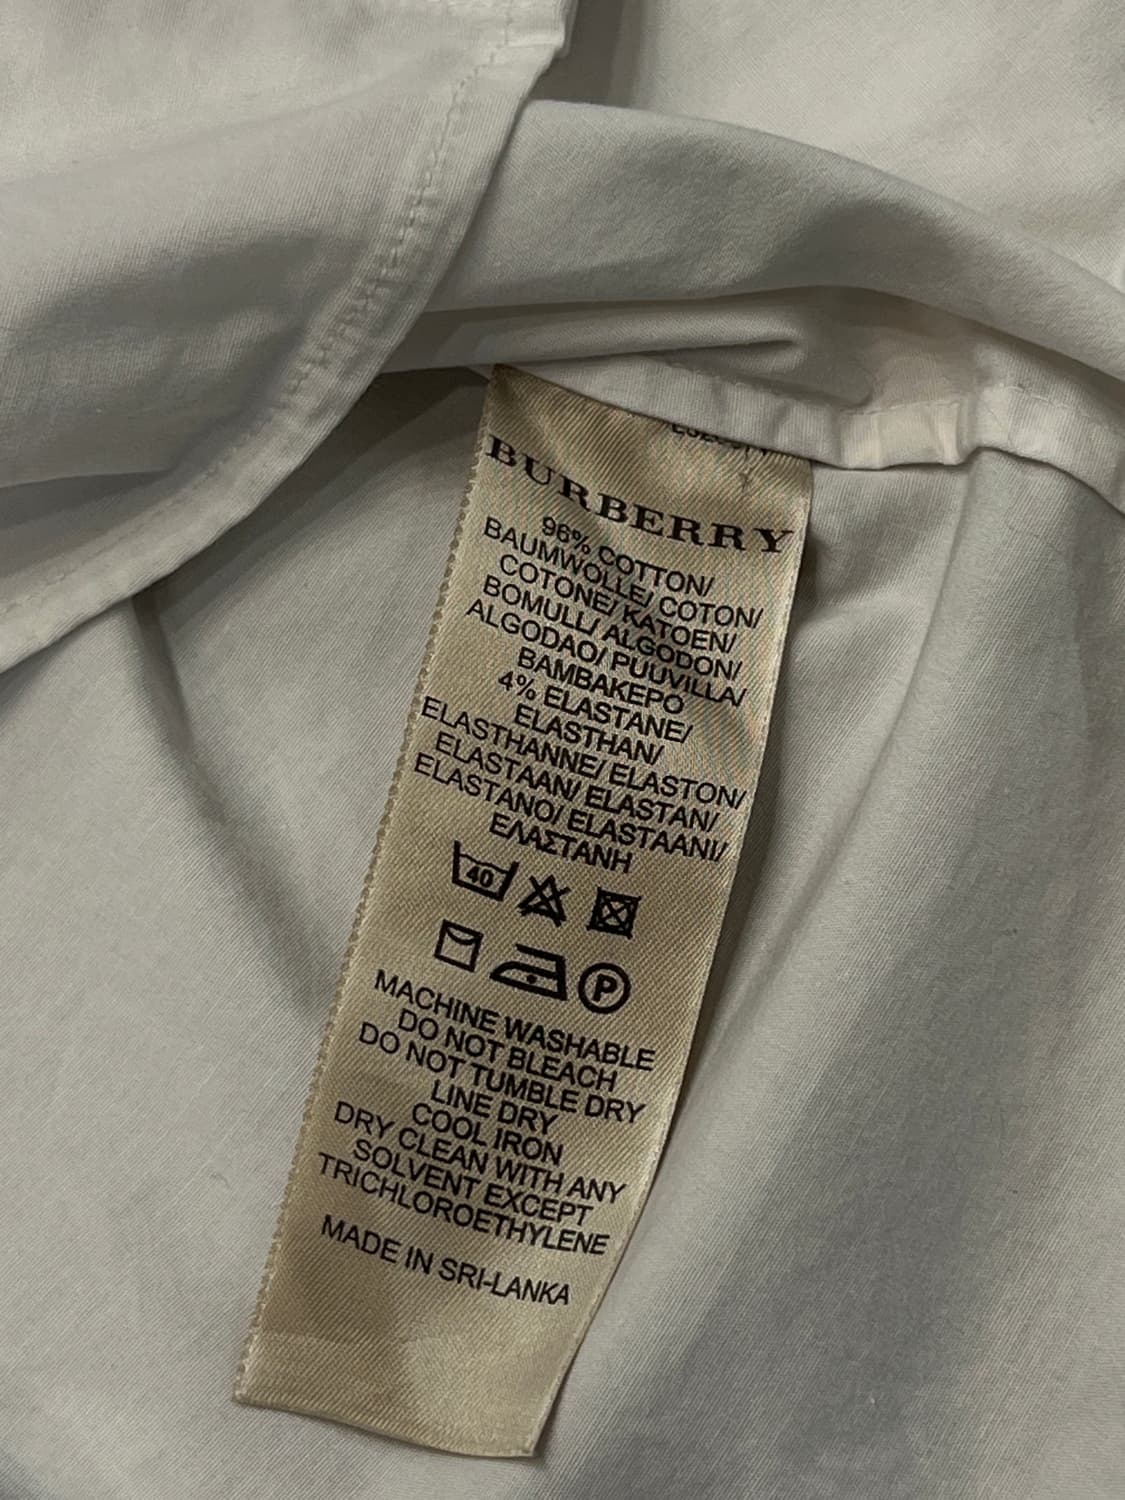 BURBERRY
96% COTTON/
BAUMWOLLE/ COTON/
COTONE/ KATOEN/
BOMULL/ ALGODON/
ALGODAO/ PUUVILLA/
BAMBAKEPO
4% ELASTANE/
ELASTHAN/
ELASTHANNE/ ELASTON/
ELASTAAN/ ELASTAN/
ELASTANO/ ELASTAANI/
ΕΛΑΣΤΑΝΗ
40
P
MACHINE WASHABLE
DO NOT BLEACH
DO NOT TUMBLE DRY
LINE DRY
COOL IRON
DRY CLEAN WITH ANY
SOLVENT EXCEPT
TRICHLOROETHYLENE
MADE IN SRI-LANKA